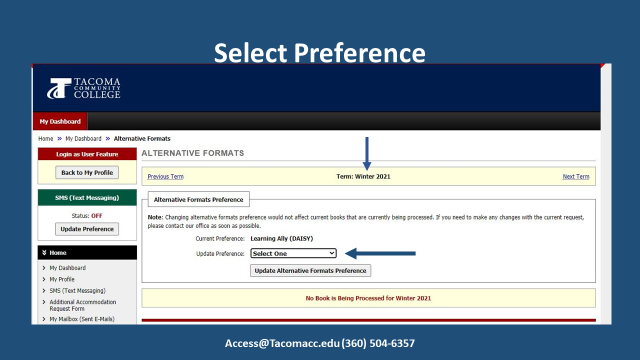 Select Preference
TACOMA
COMMUNITY
COLLEGE
My Dashboard
Home » My Dashboard » Alternative Formats
Login as User Feature
Back to My Profile
SMS (Text Messaging)
Status: OFF
Update Preference
Home
My Dashboard
My Profile
SMS (Text Messaging)
Additional Accommodation
Request Form
My Mailbox (Sent E-Mails)
ALTERNATIVE FORMATS
Previous Term
Term: Winter 2021
Next Term
Alternative Formats Preference
Note: Changing alternative formats preference would not affect current books that are currently being processed. If you need to make any changes with the current request,
please contact our office as soon as possible.
Current Preference: Learning Ally (DAISY)
Update Preference: Select One
Update Alternative Formats Preference
No Book is Being Processed for Winter 2021
Access@Tacomacc.edu (360) 504-6357